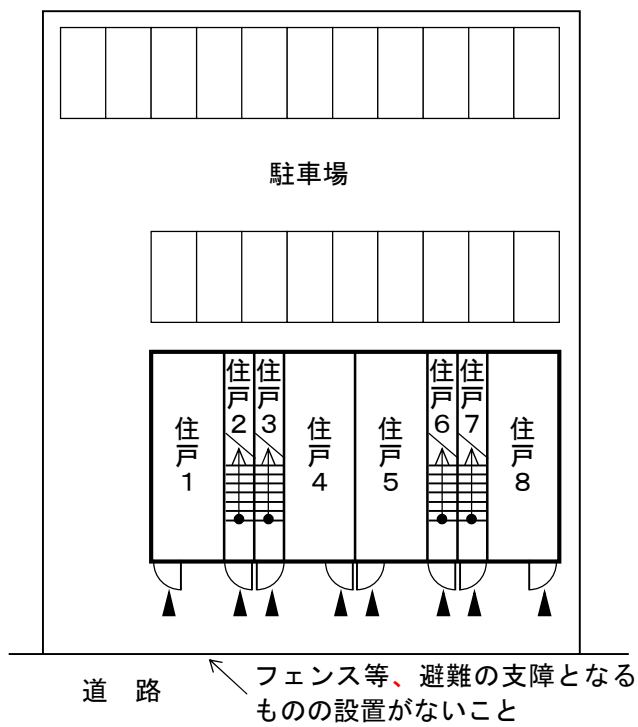 駐車場
住戸1
住戸2
住戸3
住戸4
住戸5
住戸6
住戸7
住戸8
道 路
フェンス等、避難の支障となる
ものの設置がないこと